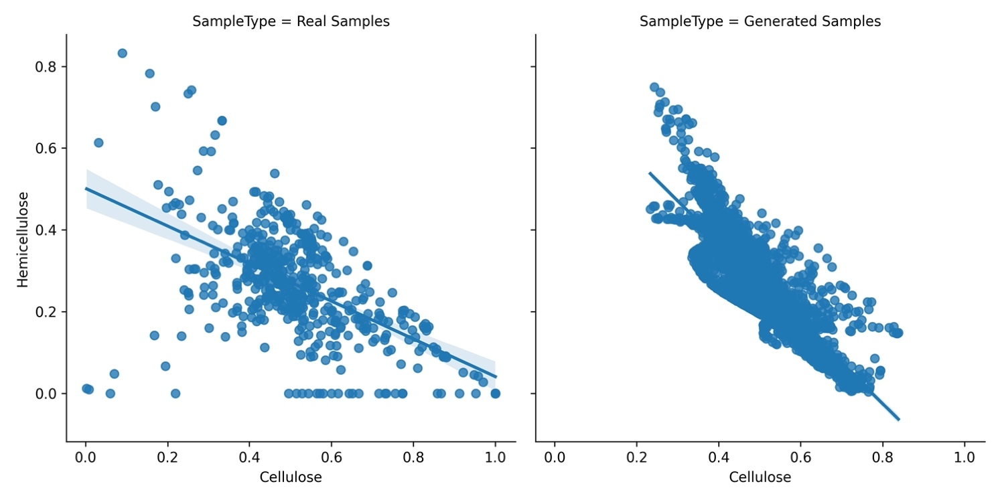 SampleType = Real Samples
SampleType = Generated Samples
Hemicellulose
0.8
0.6
0.4
0.2
0.0
0.0 0.2 0.4 0.6 0.8 1.0
Cellulose
0.0 0.2 0.4 0.6 0.8 1.0
Cellulose